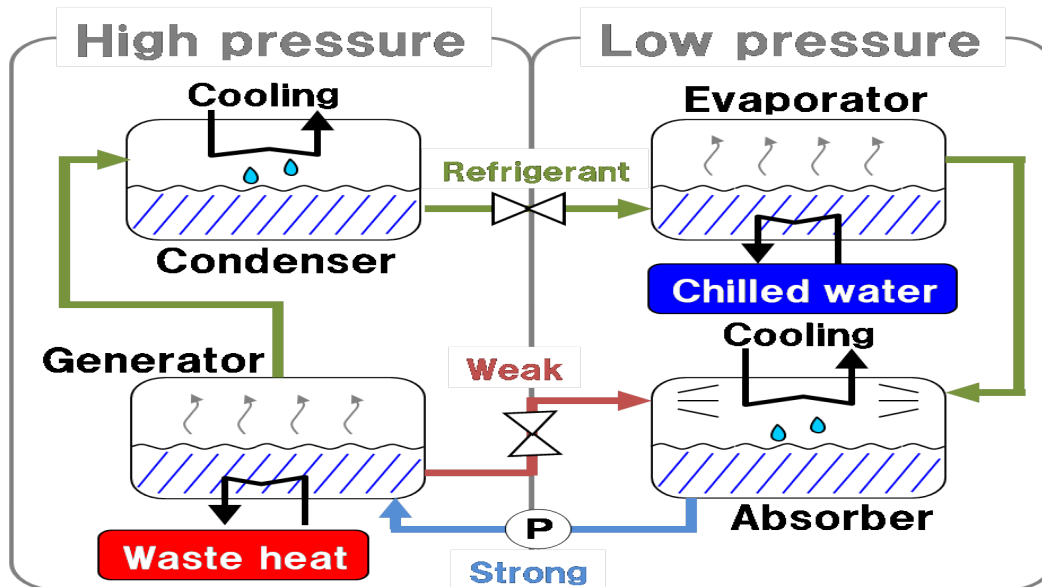 High pressure
Low pressure
Cooling
Evaporator
Refrigerant
Condenser
Chilled water
Cooling
Generator
Weak
Absorber
P
Waste heat
Strong